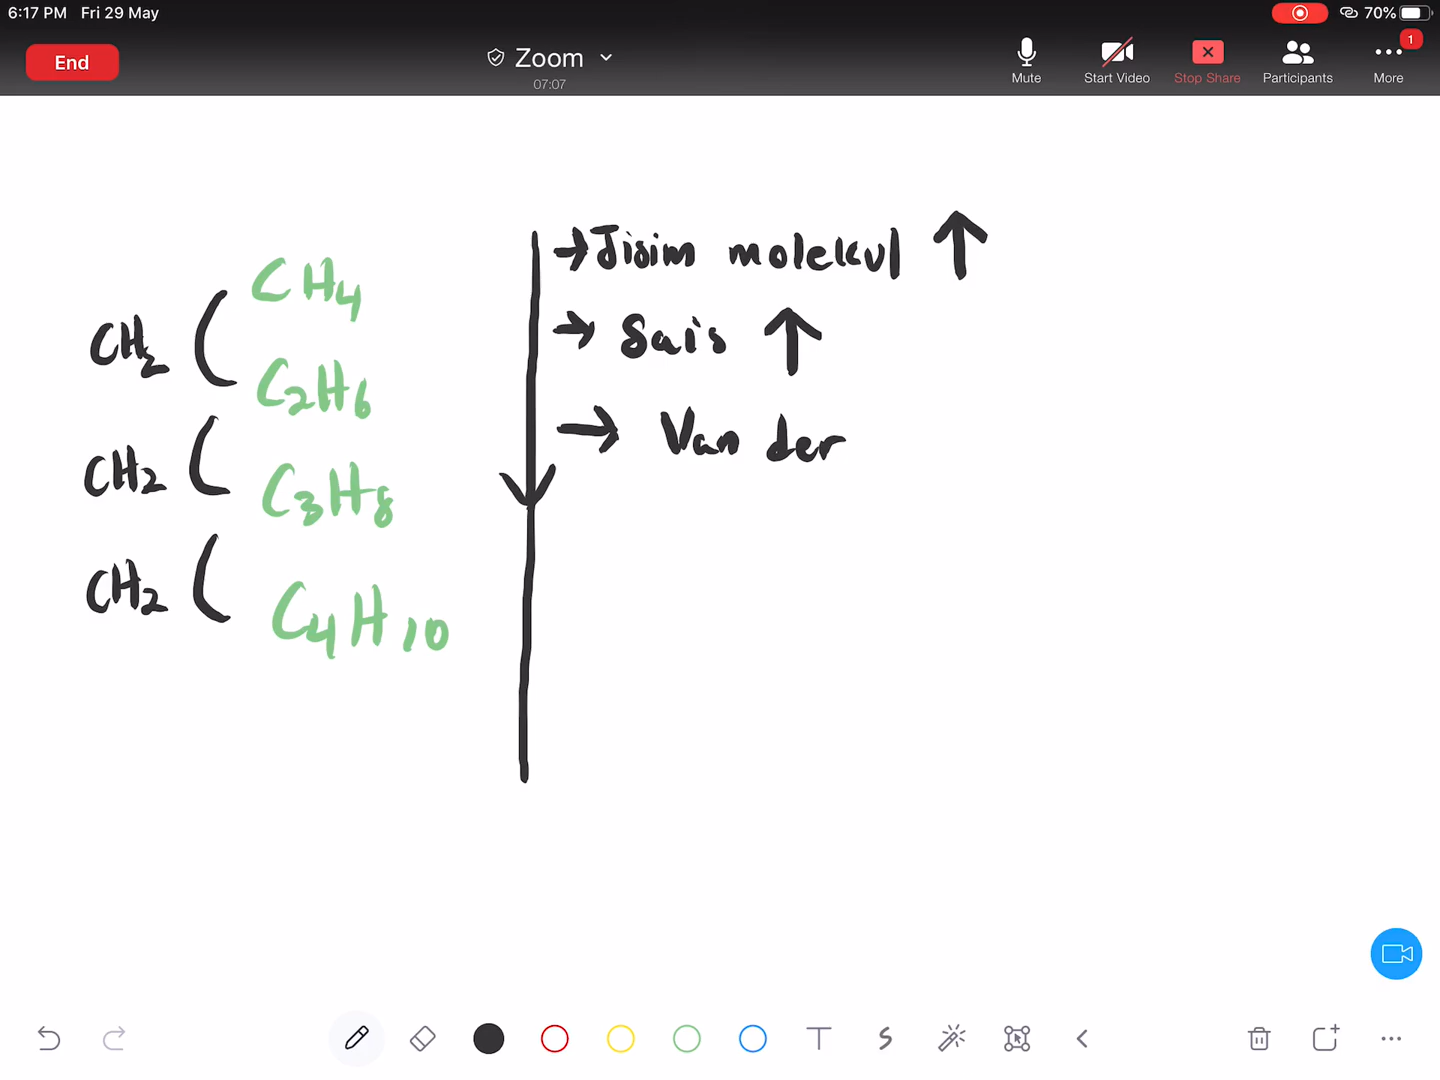 6:17 PM Fri 29 May
70%
End
Zoom
07:07
Mute
Start Video
Stop Share
Participants
More
1
→ Jisim molekul ↑
CH4
CH2
→ Sais ↑
C2H6
→ Van der
CH2
C3H8
CH2
C4H10
T
S